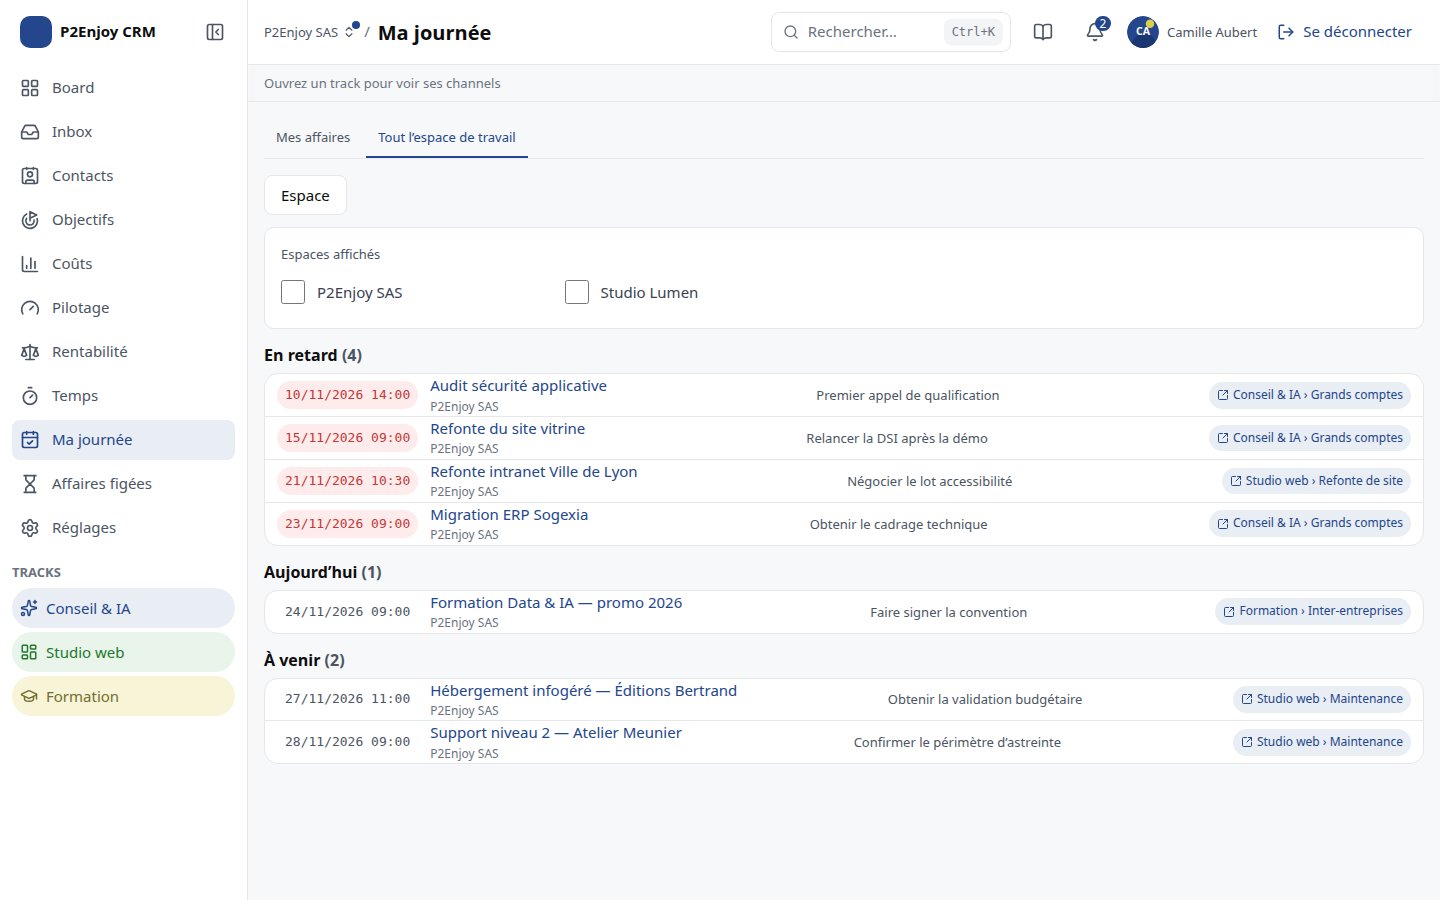 P2Enjoy CRM
P2Enjoy SAS / Ma journée
Rechercher...
Ctrl+K
2
CA
Camille Aubert
Se déconnecter
Board
Inbox
Contacts
Objectifs
Coûts
Pilotage
Rentabilité
Temps
Ma journée
Affaires figées
Réglages
TRACKS
Conseil & IA
Studio web
Formation
Ouvrez un track pour voir ses channels
Mes affaires
Tout l’espace de travail
Espace
Espaces affichés
P2Enjoy SAS
Studio Lumen
En retard (4)
10/11/2026 14:00
Audit sécurité applicative
P2Enjoy SAS
Premier appel de qualification
Conseil & IA › Grands comptes
15/11/2026 09:00
Refonte du site vitrine
P2Enjoy SAS
Relancer la DSI après la démo
Conseil & IA › Grands comptes
21/11/2026 10:30
Refonte intranet Ville de Lyon
P2Enjoy SAS
Négocier le lot accessibilité
Studio web › Refonte de site
23/11/2026 09:00
Migration ERP Sogexia
P2Enjoy SAS
Obtenir le cadrage technique
Conseil & IA › Grands comptes
Aujourd’hui (1)
24/11/2026 09:00
Formation Data & IA — promo 2026
P2Enjoy SAS
Faire signer la convention
Formation › Inter-entreprises
À venir (2)
27/11/2026 11:00
Hébergement infogéré — Éditions Bertrand
P2Enjoy SAS
Obtenir la validation budgétaire
Studio web › Maintenance
28/11/2026 09:00
Support niveau 2 — Atelier Meunier
P2Enjoy SAS
Confirmer le périmètre d’astreinte
Studio web › Maintenance